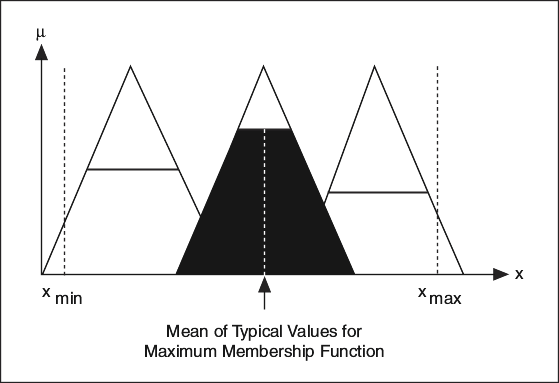 μ
x
x min
x max
Mean of Typical Values for
Maximum Membership Function